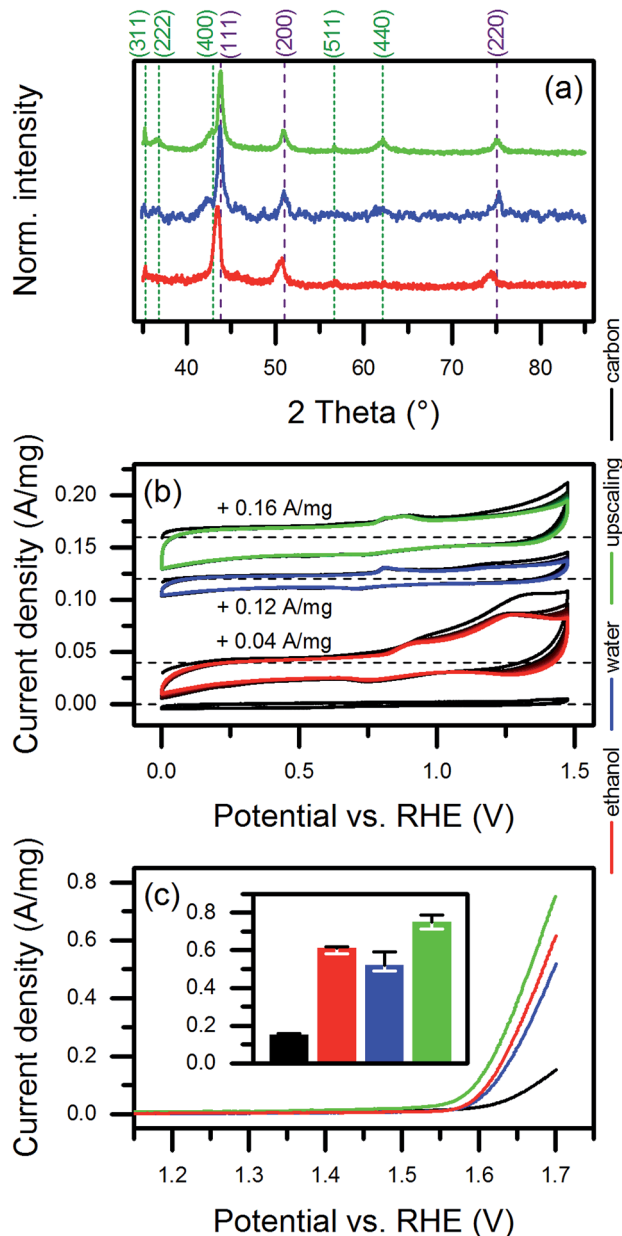 (311)
(222)
(400)
(111)
(200)
(511)
(440)
(220)
(a)
Norm. intensity
40 50 60 70 80
2 Theta (°)
(b)
+ 0.16 A/mg
+ 0.12 A/mg
+ 0.04 A/mg
0.20
0.15
0.10
0.05
0.00
Current density (A/mg)
0.0 0.5 1.0 1.5
Potential vs. RHE (V)
carbon
upscaling
water
ethanol
(c)
0.8
0.6
0.4
0.2
0.0
0.8
0.6
0.4
0.2
0.0
Current density (A/mg)
1.2 1.3 1.4 1.5 1.6 1.7
Potential vs. RHE (V)